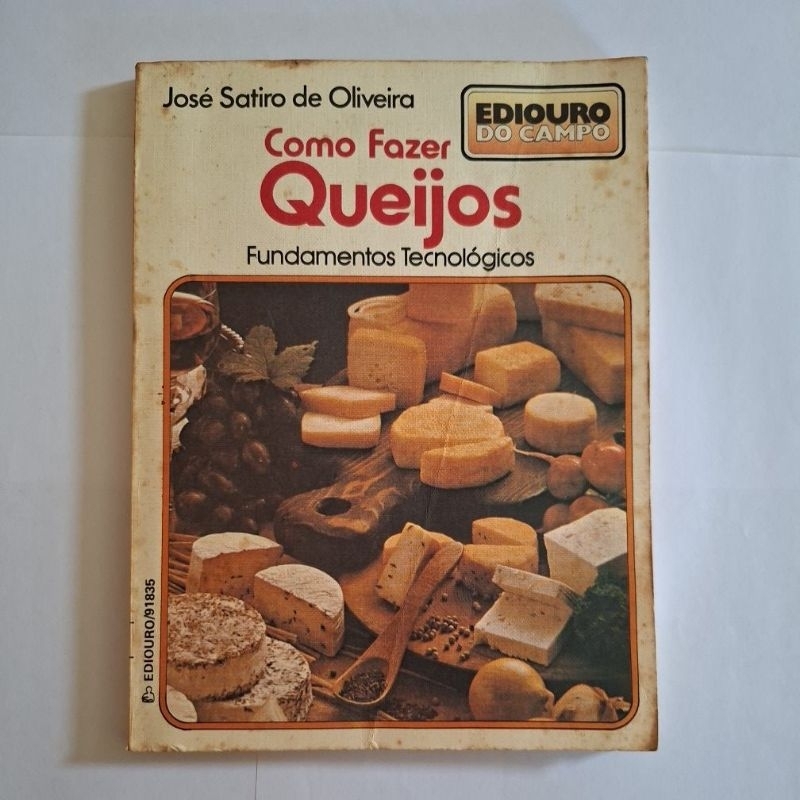 José Satiro de Oliveira
EDIOURO
DO CAMPO
Como Fazer
Queijos
Fundamentos Tecnológicos
EDIOURO/91835